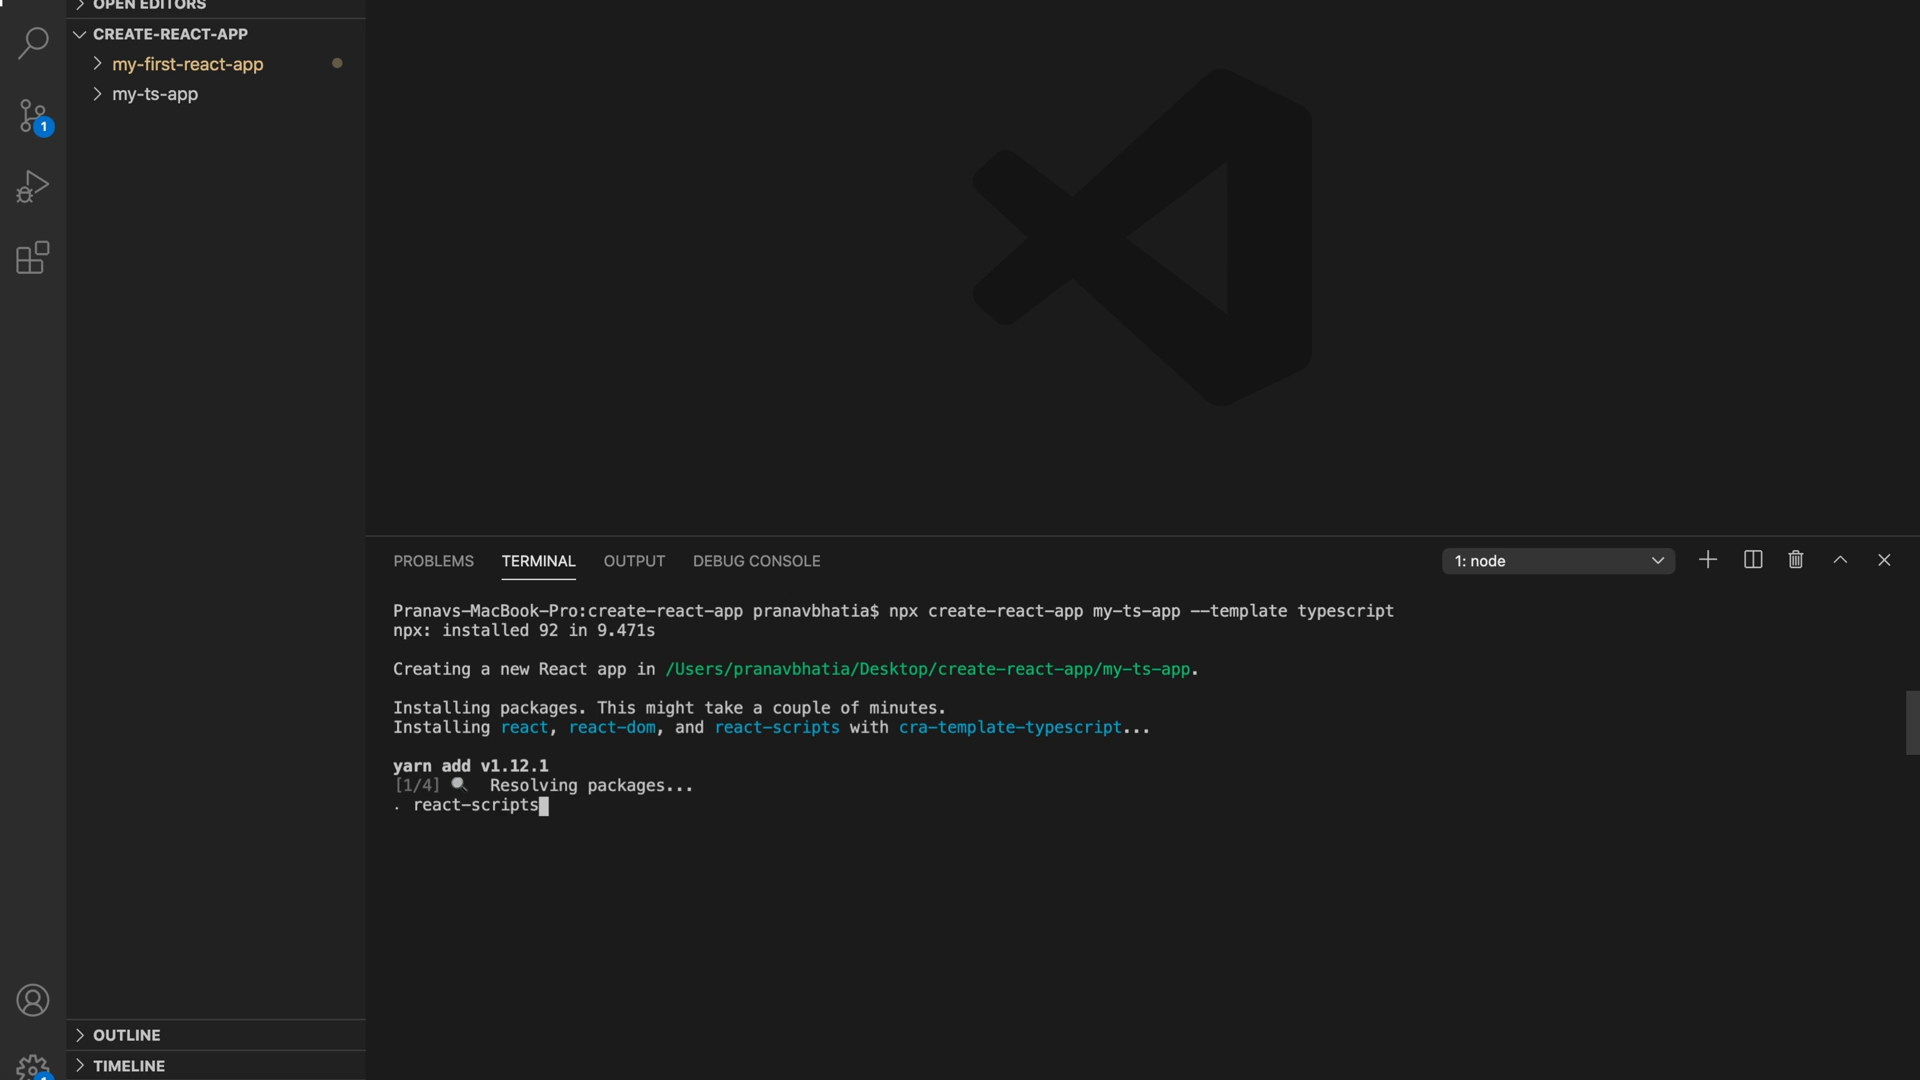 OPEN EDITORS
CREATE-REACT-APP
my-first-react-app
my-ts-app
1
PROBLEMS
TERMINAL
OUTPUT
DEBUG CONSOLE
1: node
Pranavs-MacBook-Pro:create-react-app pranavbhatia$ npx create-react-app my-ts-app --template typescript
npx: installed 92 in 9.471s
Creating a new React app in /Users/pranavbhatia/Desktop/create-react-app/my-ts-app.
Installing packages. This might take a couple of minutes.
Installing react, react-dom, and react-scripts with cra-template-typescript...
yarn add v1.12.1
[1/4] 🔍 Resolving packages...
. react-scripts
OUTLINE
TIMELINE